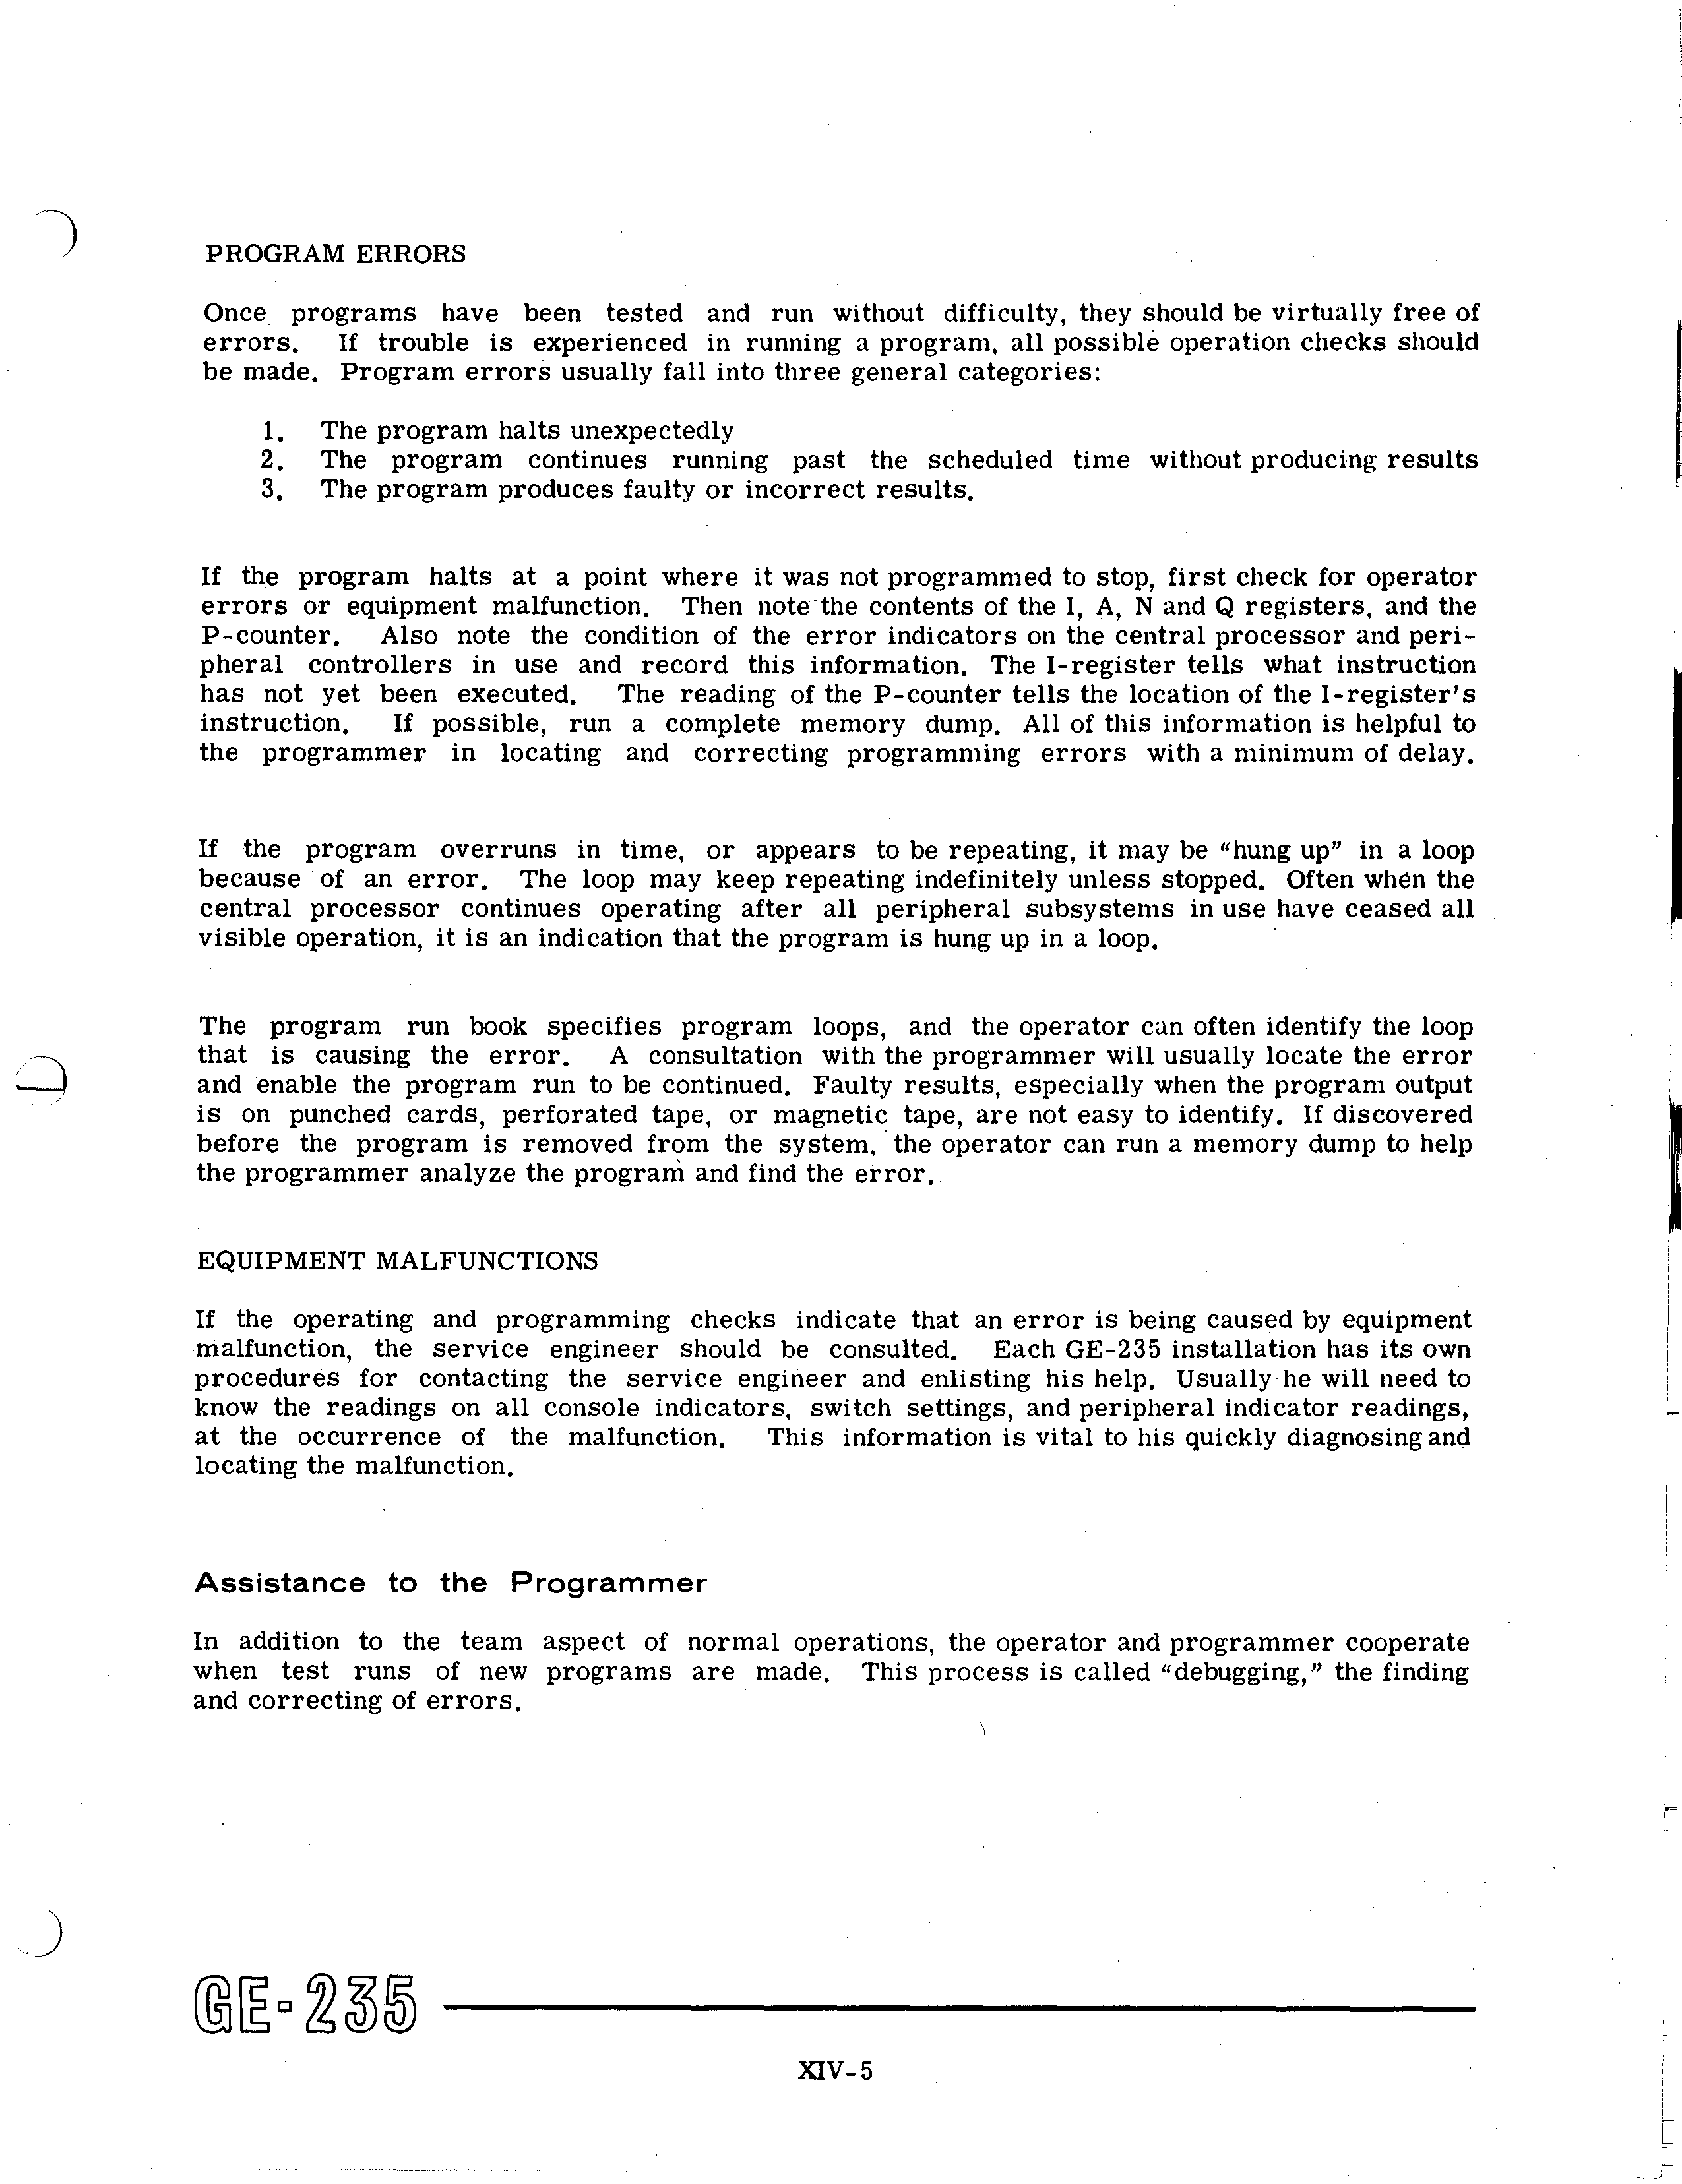 PROGRAM ERRORS
Once programs have been tested and run without difficulty, they should be virtually free of
errors. If trouble is experienced in running a program, all possible operation checks should
be made. Program errors usually fall into three general categories:
1. The program halts unexpectedly
2. The program continues running past the scheduled time without producing results
3. The program produces faulty or incorrect results.
If the program halts at a point where it was not programmed to stop, first check for operator
errors or equipment malfunction. Then note the contents of the I, A, N and Q registers, and the
P-counter. Also note the condition of the error indicators on the central processor and peri-
pheral controllers in use and record this information. The I-register tells what instruction
has not yet been executed. The reading of the P-counter tells the location of the I-register's
instruction. If possible, run a complete memory dump. All of this information is helpful to
the programmer in locating and correcting programming errors with a minimum of delay.
If the program overruns in time, or appears to be repeating, it may be “hung up” in a loop
because of an error. The loop may keep repeating indefinitely unless stopped. Often when the
central processor continues operating after all peripheral subsystems in use have ceased all
visible operation, it is an indication that the program is hung up in a loop.
The program run book specifies program loops, and the operator can often identify the loop
that is causing the error. A consultation with the programmer will usually locate the error
and enable the program run to be continued. Faulty results, especially when the program output
is on punched cards, perforated tape, or magnetic tape, are not easy to identify. If discovered
before the program is removed from the system, the operator can run a memory dump to help
the programmer analyze the program and find the error.
EQUIPMENT MALFUNCTIONS
If the operating and programming checks indicate that an error is being caused by equipment
malfunction, the service engineer should be consulted. Each GE-235 installation has its own
procedures for contacting the service engineer and enlisting his help. Usually he will need to
know the readings on all console indicators, switch settings, and peripheral indicator readings,
at the occurrence of the malfunction. This information is vital to his quickly diagnosing and
locating the malfunction.
Assistance to the Programmer
In addition to the team aspect of normal operations, the operator and programmer cooperate
when test runs of new programs are made. This process is called “debugging,” the finding
and correcting of errors.
GE-235
XIV-5